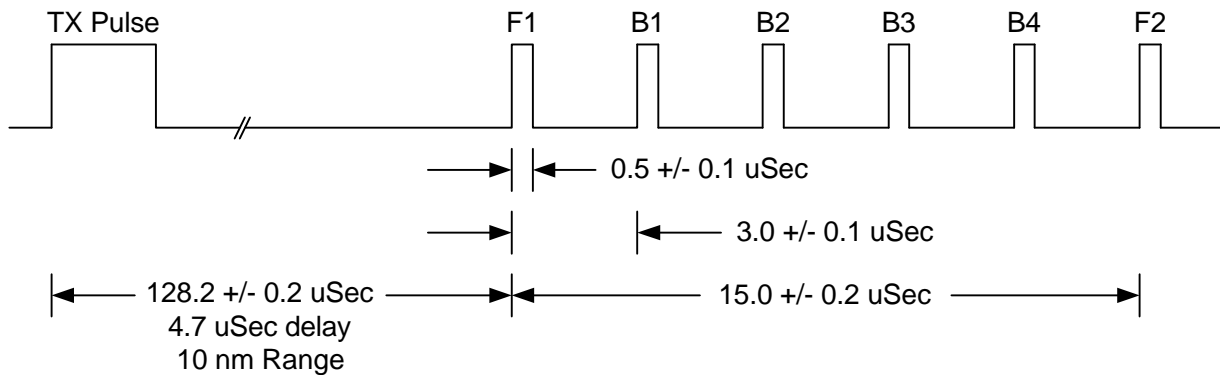 TX Pulse F1 B1 B2 B3 B4 F2
0.5 +/- 0.1 uSec
3.0 +/- 0.1 uSec
128.2 +/- 0.2 uSec 15.0 +/- 0.2 uSec
4.7 uSec delay
10 nm Range